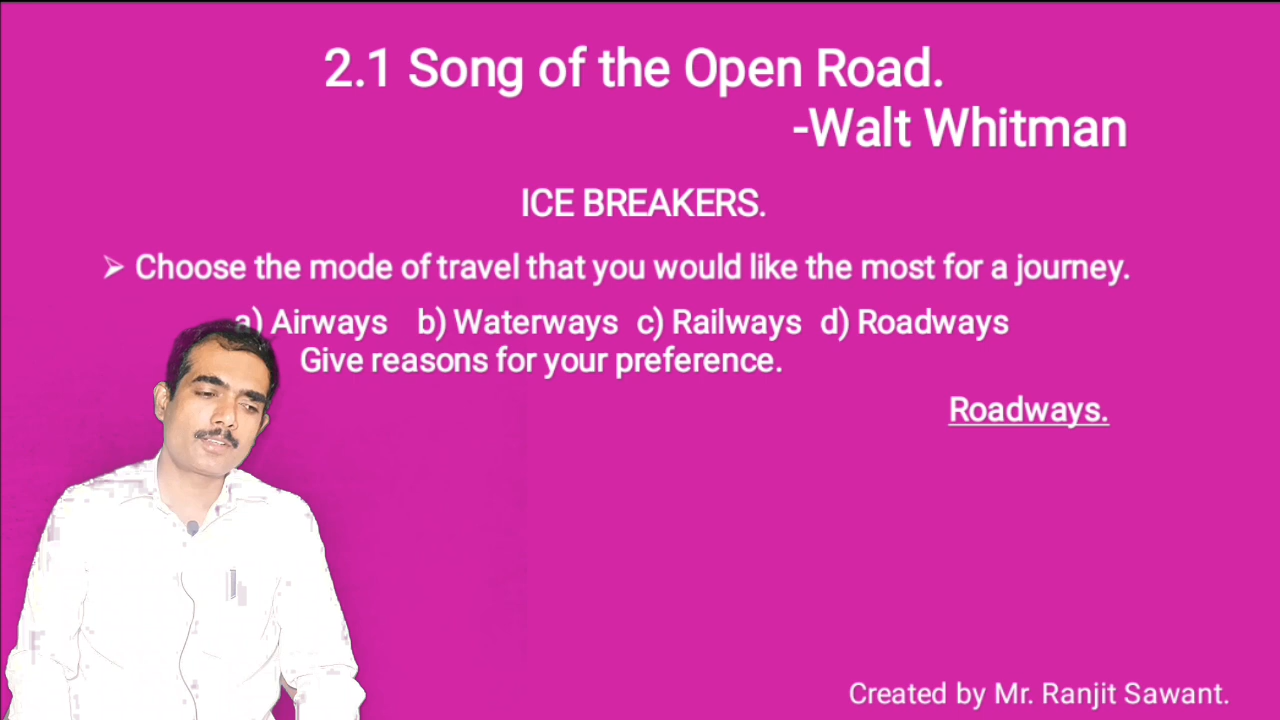 2.1 Song of the Open Road.
-Walt Whitman
ICE BREAKERS.
➢ Choose the mode of travel that you would like the most for a journey.
a) Airways b) Waterways c) Railways d) Roadways
Give reasons for your preference.
Roadways.
Created by Mr. Ranjit Sawant.